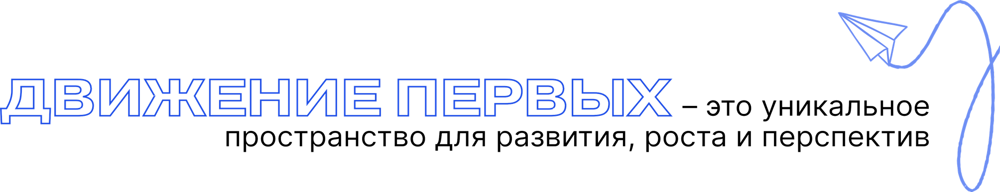 ДВИЖЕНИЕ ПЕРВЫХ – это уникальное
пространство для развития, роста и перспектив